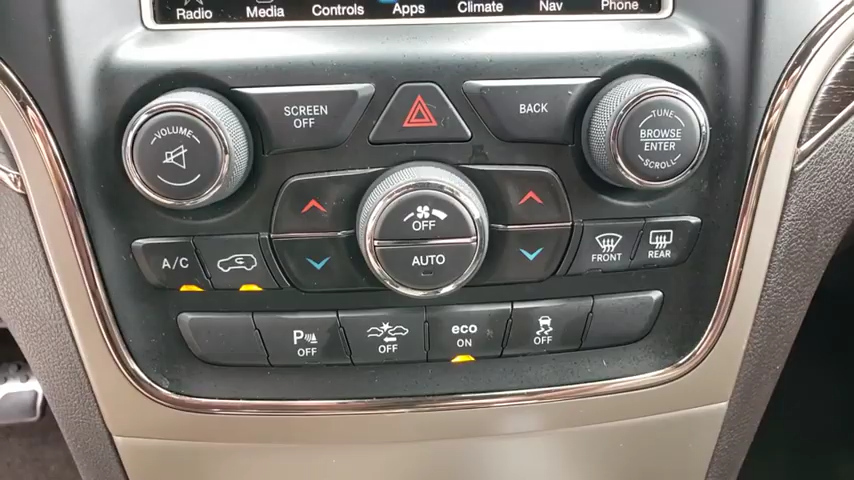 Radio Media Controls Apps Climate Nav Phone
SCREEN
OFF
BACK
VOLUME
TUNE
BROWSE
ENTER
SCROLL
OFF
AUTO
A/C
FRONT
REAR
P
OFF
OFF
eco
ON
OFF